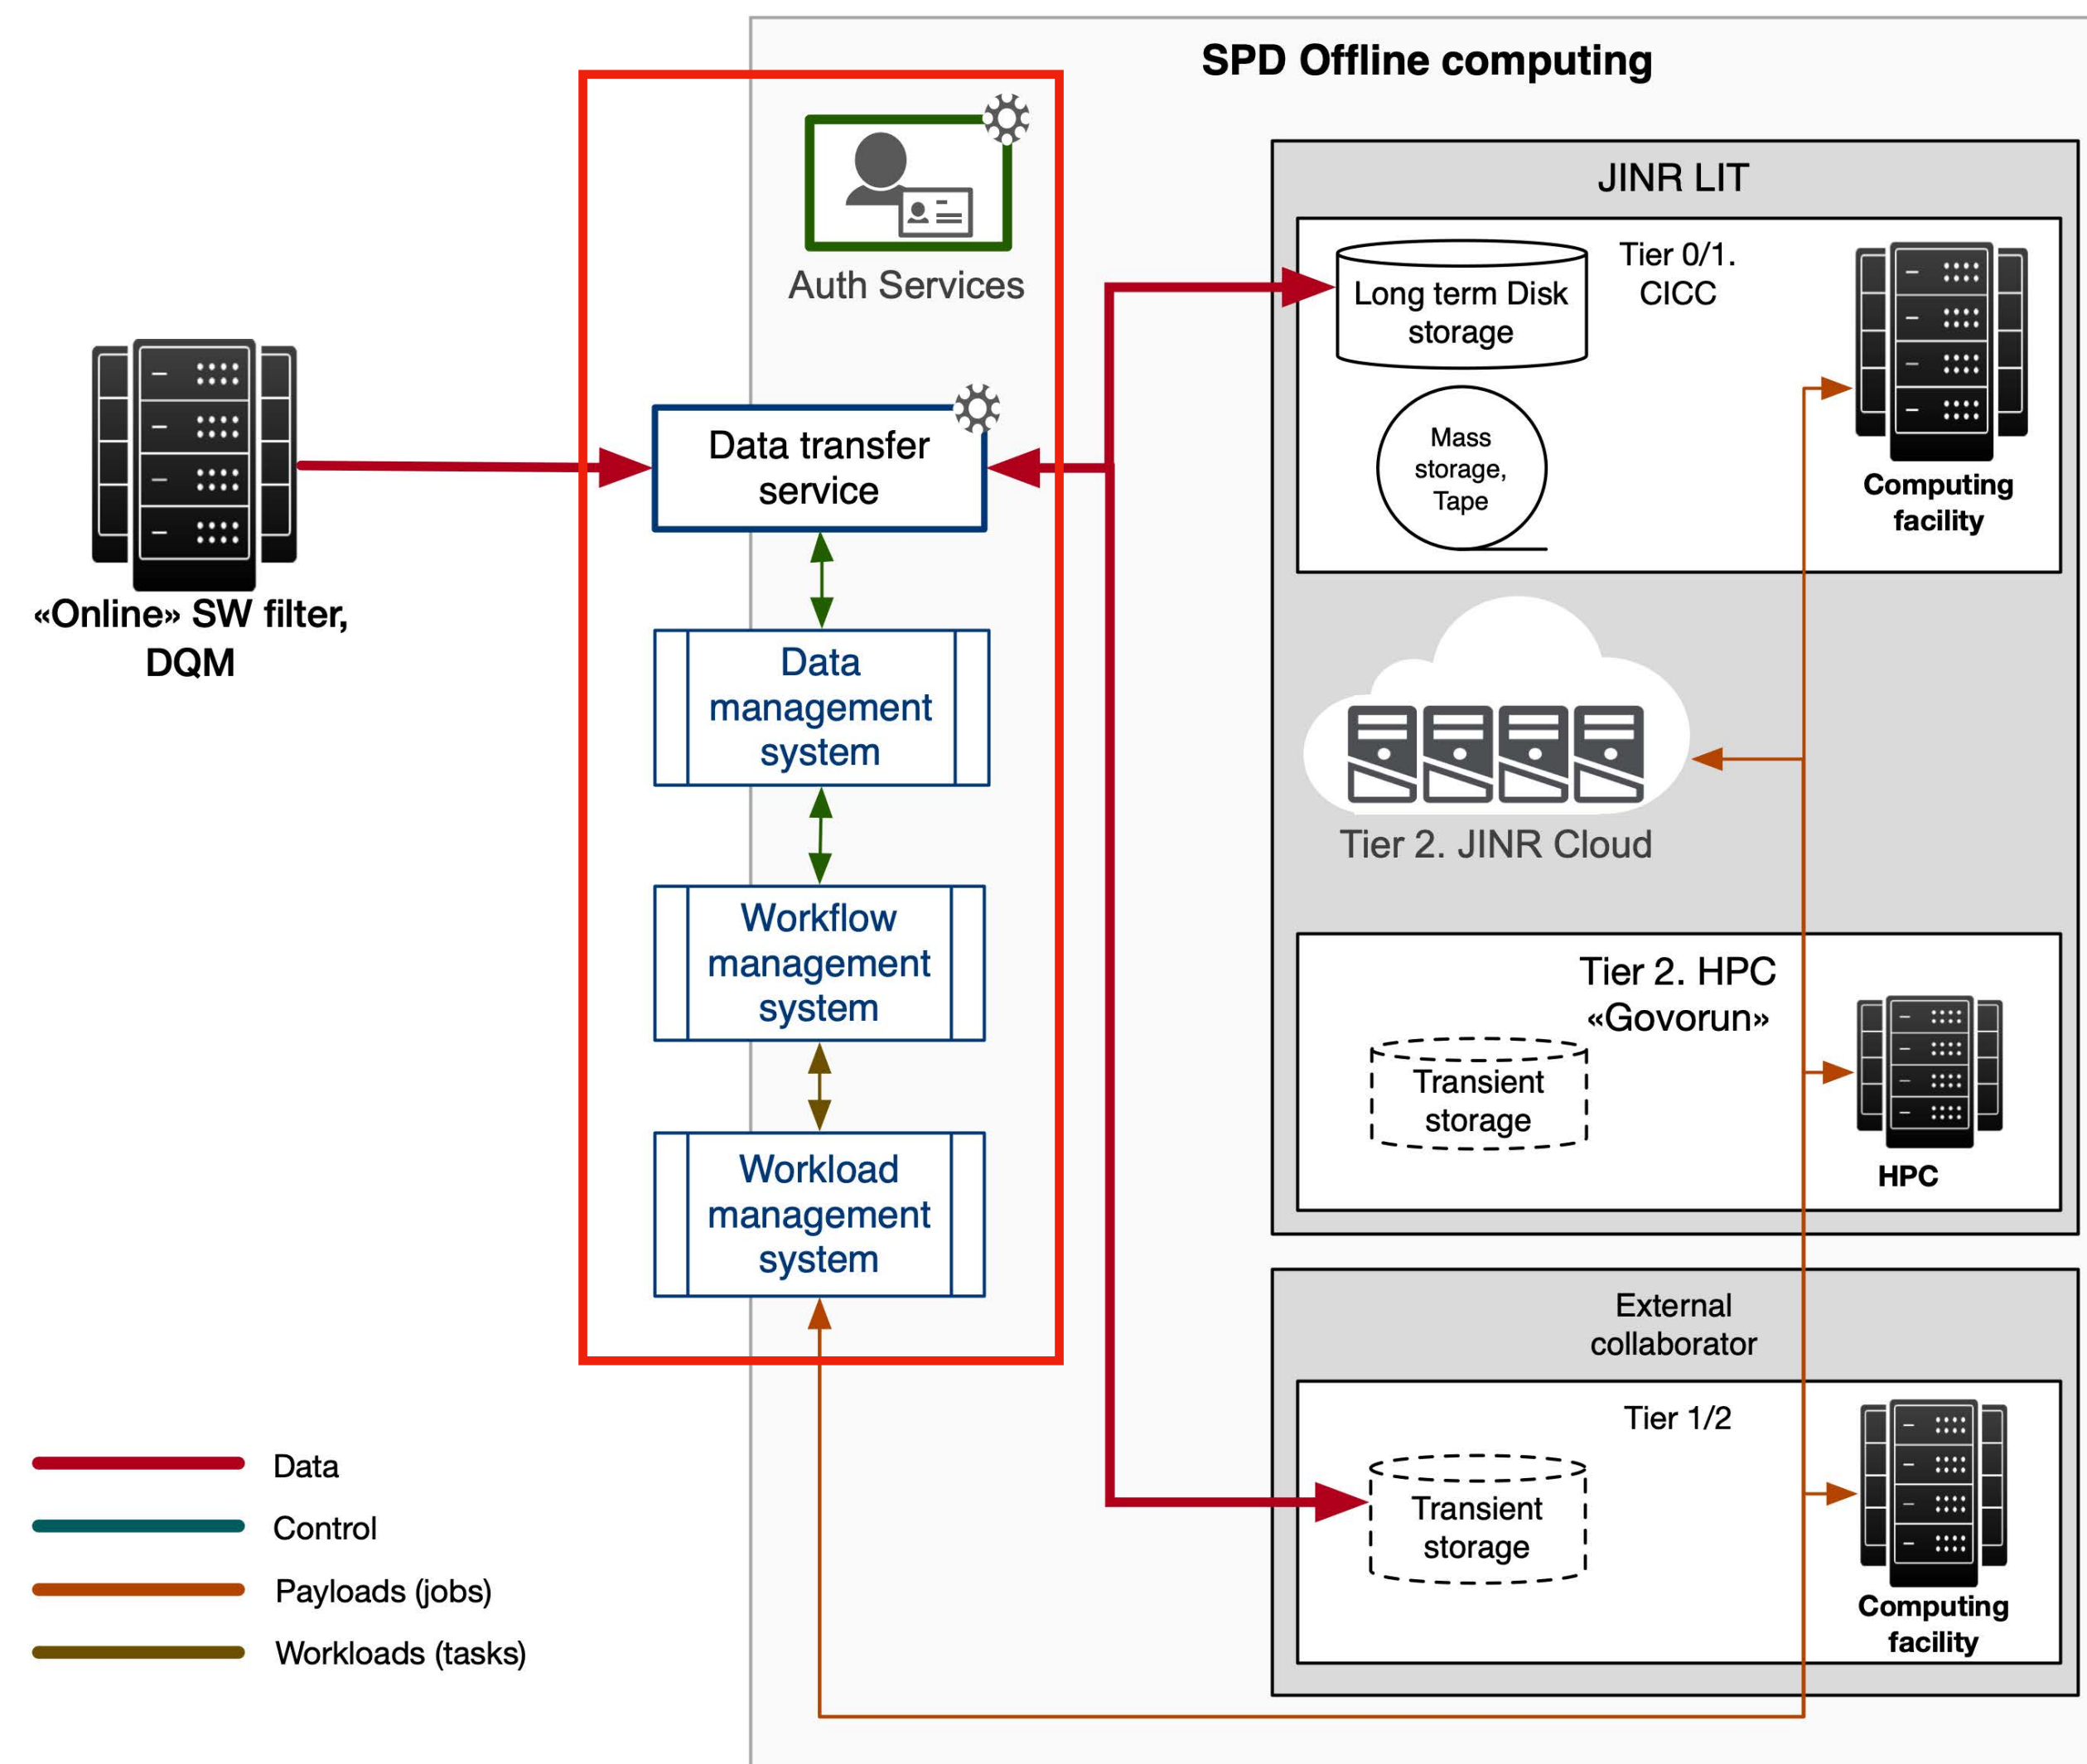 SPD Offline computing
Auth Services
JINR LIT
Tier 0/1.
CICC
Long term Disk
storage
Mass
storage,
Tape
Computing
facility
Data transfer
service
«Online» SW filter,
DQM
Data
management
system
Tier 2. JINR Cloud
Workflow
management
system
Tier 2. HPC
«Govorun»
Transient
storage
HPC
Workload
management
system
External
collaborator
Tier 1/2
Transient
storage
Computing
facility
Data
Control
Payloads (jobs)
Workloads (tasks)